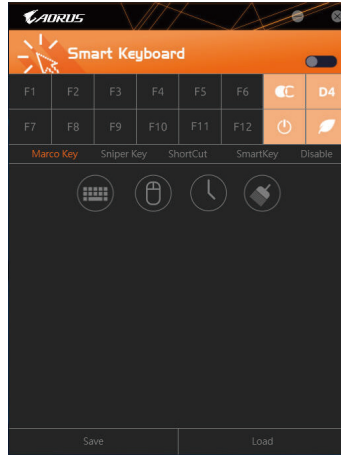 AORUS
Smart Keyboard
F1 F2 F3 F4 F5 F6 D4
F7 F8 F9 F10 F11 F12
Marco Key Sniper Key ShortCut SmartKey Disable
Save Load